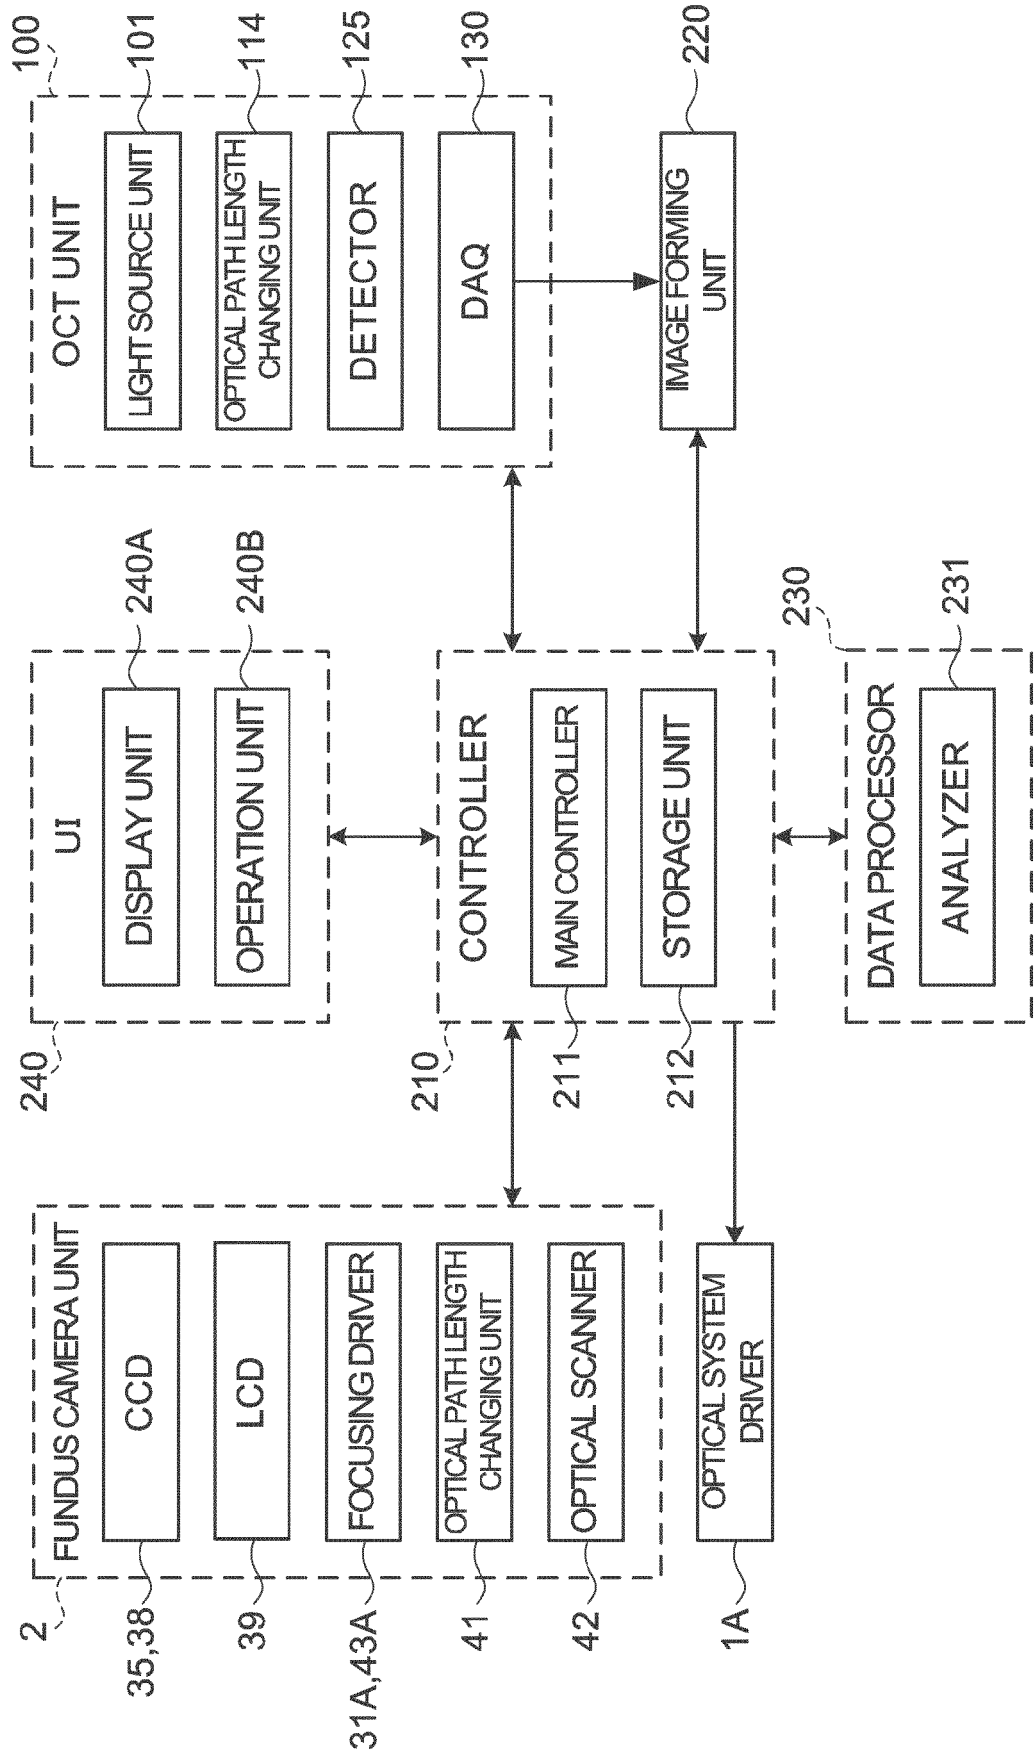 2
FUNDUS CAMERA UNIT
35,38
CCD
39
LCD
31A,43A
FOCUSING DRIVER
41
OPTICAL PATH LENGTH
CHANGING UNIT
42
OPTICAL SCANNER
1A
OPTICAL SYSTEM
DRIVER
240
UI
DISPLAY UNIT
240A
OPERATION UNIT
240B
210
CONTROLLER
211
MAIN CONTROLLER
212
STORAGE UNIT
230
DATA PROCESSOR
ANALYZER
231
100
OCT UNIT
LIGHT SOURCE UNIT
101
OPTICAL PATH LENGTH
CHANGING UNIT
114
DETECTOR
125
DAQ
130
IMAGE FORMING
UNIT
220